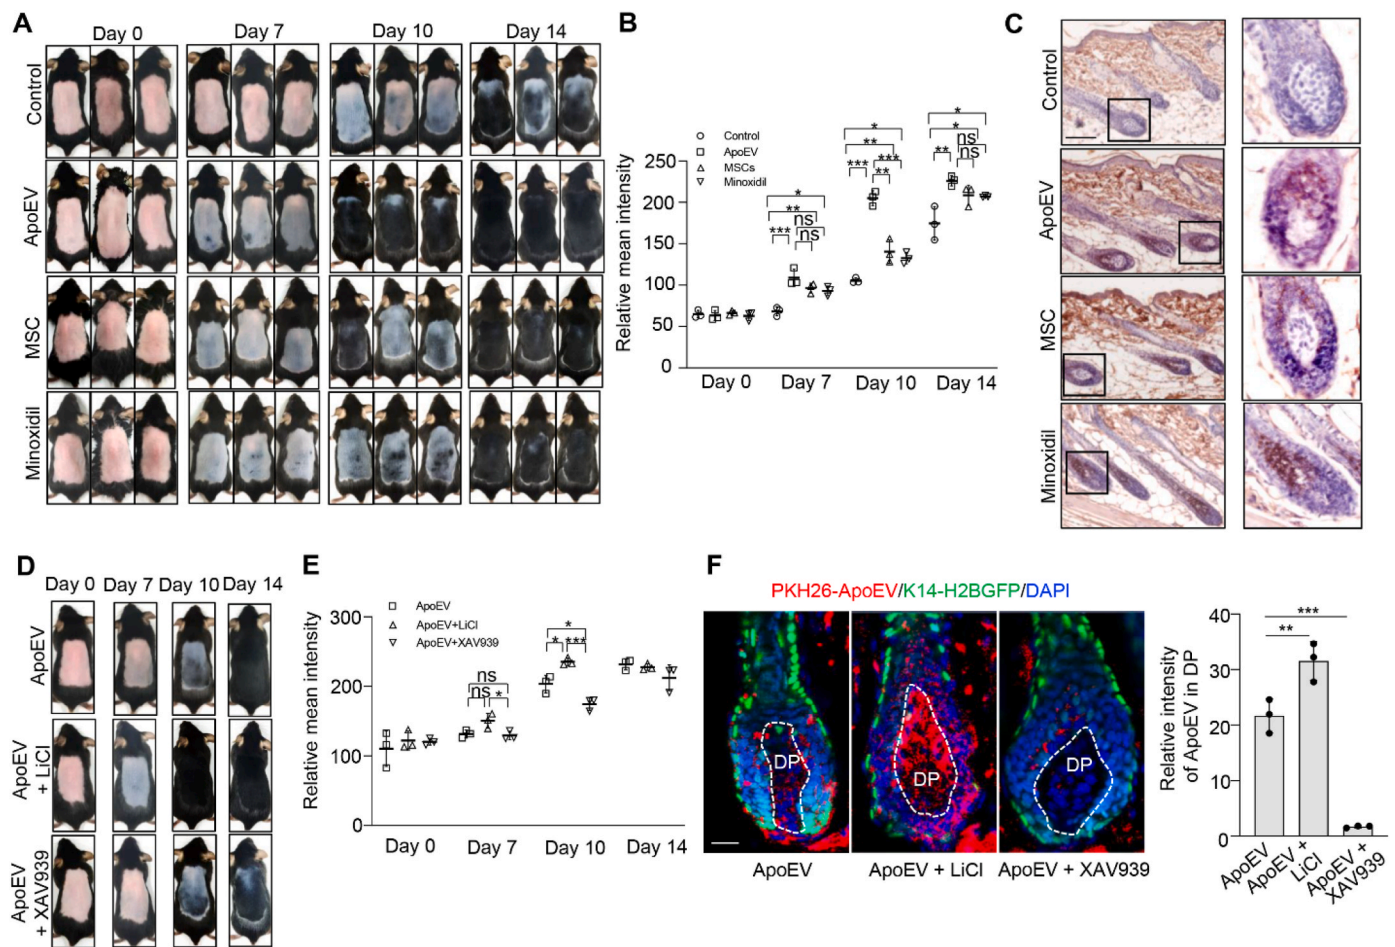 A
Day 0
Day 7
Day 10
Day 14
Control
ApoEV
MSC
Minoxidil
B
Control
ApoEV
MSCs
Minoxidil
Relative mean intensity
250
200
150
100
50
0
***
**
*
ns
ns
***
**
*
***
**
**
*
*
ns
ns
Day 0
Day 7
Day 10
Day 14
C
Control
ApoEV
MSC
Minoxidil
D
Day 0
Day 7
Day 10
Day 14
ApoEV
ApoEV
+ LiCl
ApoEV
+ XAV939
E
ApoEV
ApoEV+LiCl
ApoEV+XAV939
Relative mean intensity
300
200
100
0
ns
ns
*
*
*
***
Day 0
Day 7
Day 10
Day 14
F
PKH26-ApoEV/K14-H2BGFP/DAPI
DP
DP
DP
ApoEV
ApoEV + LiCl
ApoEV + XAV939
Relative intensity
of ApoEV in DP
40
30
20
10
0
***
**
ApoEV
ApoEV +
LiCl
ApoEV +
XAV939